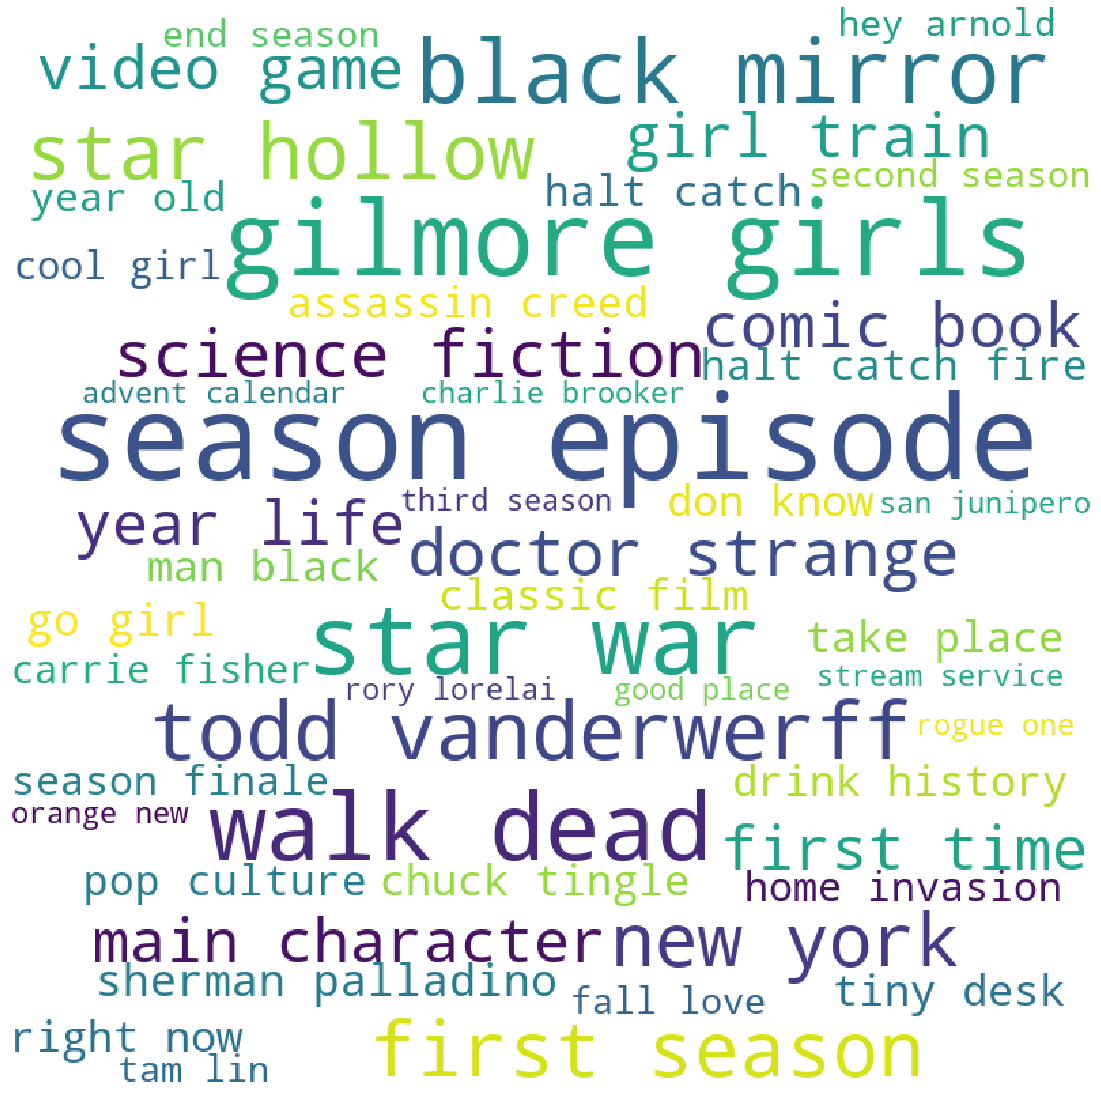 hey arnold
end season
video game
black mirror
star hollow
girl train
year old
halt catch
second season
gilmore girls
cool girl
assassin creed
comic book
science fiction
halt catch fire
advent calendar
charlie brooker
season episode
year life
third season
don know
san junipero
man black
doctor strange
classic film
go girl
star war
take place
carrie fisher
rory lorelai
good place
stream service
todd vanderwerff
rogue one
season finale
drink history
orange new
walk dead
first time
pop culture
chuck tingle
home invasion
main character
new york
sherman palladino
fall love
tiny desk
right now
first season
tam lin